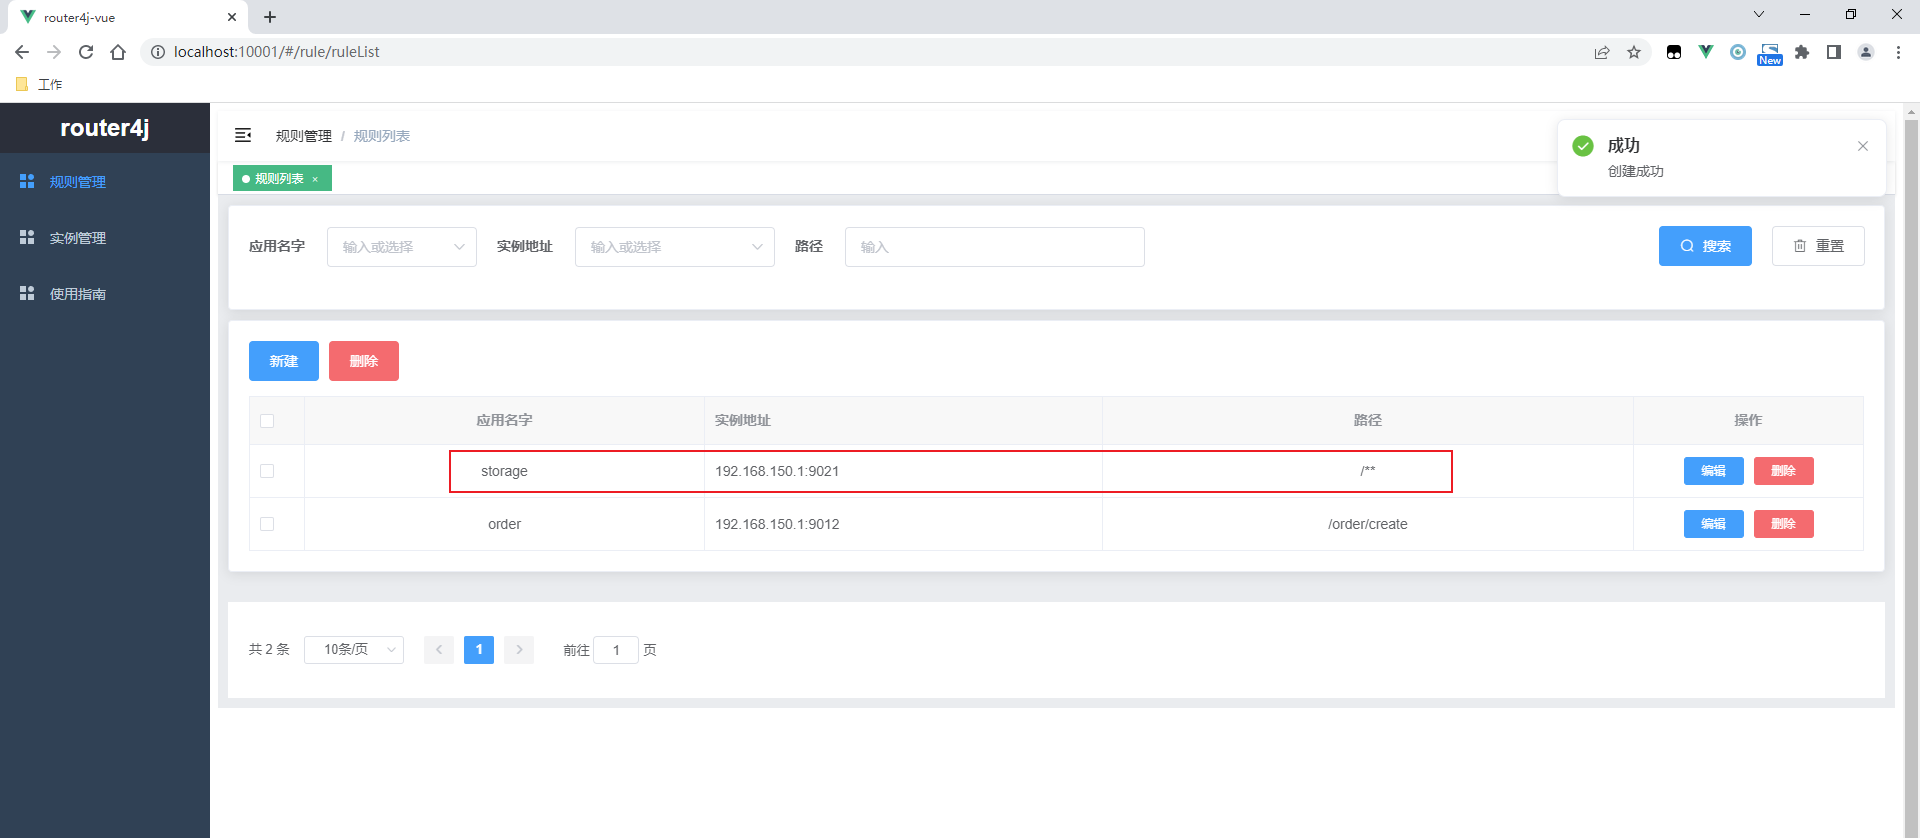 router4j-vue
localhost:10001/#/rule/ruleList
New
工作
router4j
规则管理
实例管理
使用指南
规则管理 / 规则列表
规则列表 ×
成功
创建成功
应用名字 输入或选择 实例地址 输入或选择 路径 输入 搜索 重置
新建 删除
应用名字 实例地址 路径 操作
storage 192.168.150.1:9021 /** 编辑 删除
order 192.168.150.1:9012 /order/create 编辑 删除
共 2 条 10条/页 1 前往 1 页